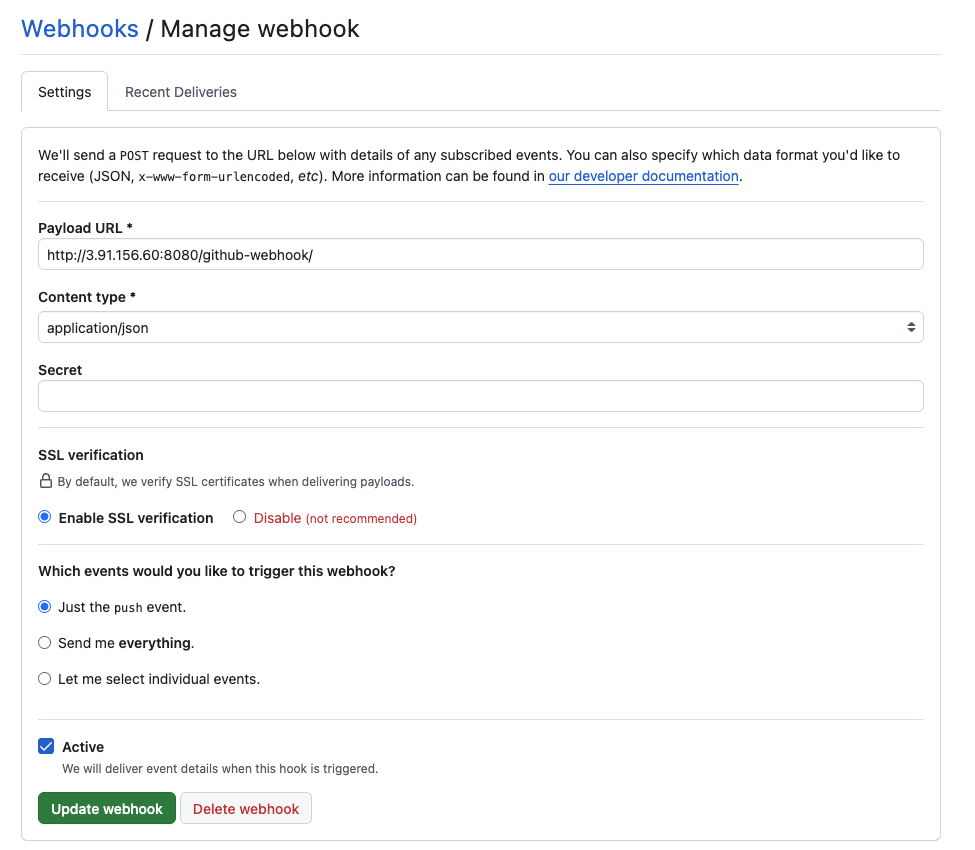 Webhooks / Manage webhook
Settings
Recent Deliveries
We'll send a POST request to the URL below with details of any subscribed events. You can also specify which data format you'd like to
receive (JSON, x-www-form-urlencoded, etc). More information can be found in our developer documentation.
Payload URL *
http://3.91.156.60:8080/github-webhook/
Content type *
application/json
Secret
SSL verification
By default, we verify SSL certificates when delivering payloads.
Enable SSL verification
Disable (not recommended)
Which events would you like to trigger this webhook?
Just the push event.
Send me everything.
Let me select individual events.
Active
We will deliver event details when this hook is triggered.
Update webhook
Delete webhook